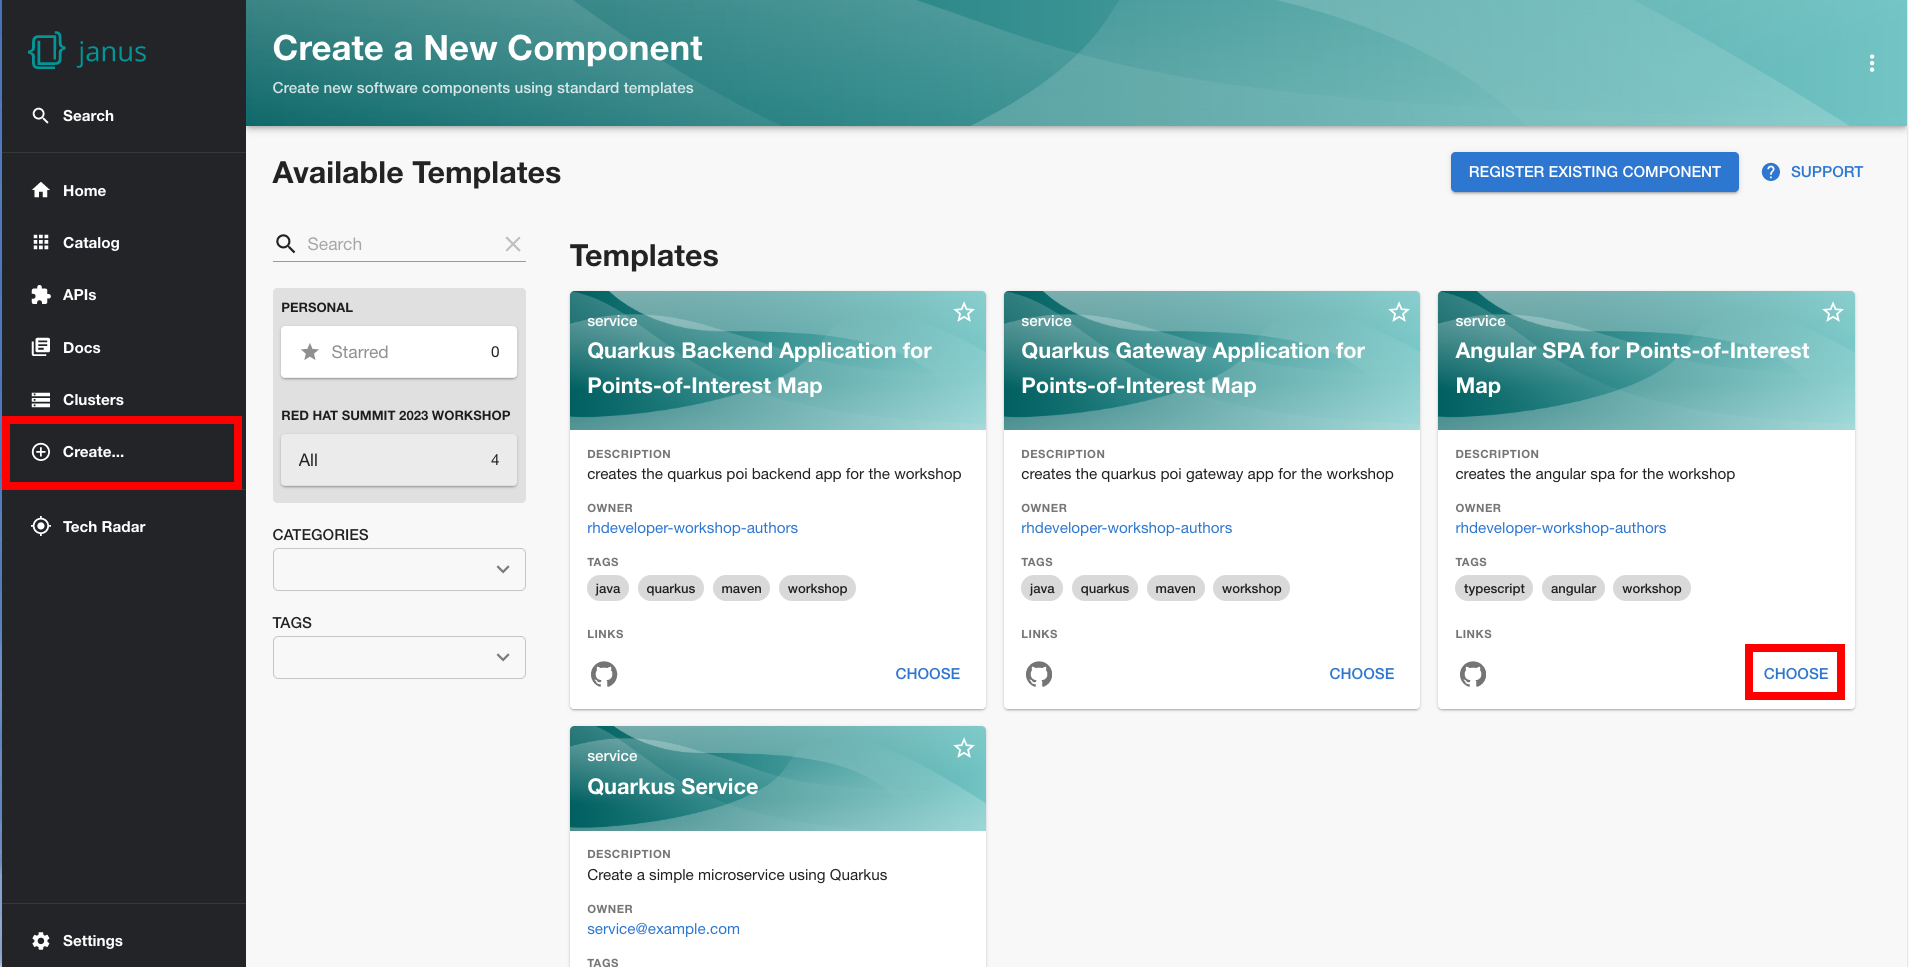 janus
Search
Home
Catalog
APIs
Docs
Clusters
Create...
Tech Radar
Settings
Create a New Component
Create new software components using standard templates
Available Templates
REGISTER EXISTING COMPONENT
SUPPORT
Search
PERSONAL
Starred 0
RED HAT SUMMIT 2023 WORKSHOP
All 4
CATEGORIES
TAGS
Templates
service
Quarkus Backend Application for
Points-of-Interest Map
DESCRIPTION
creates the quarkus poi backend app for the workshop
OWNER
rhdeveloper-workshop-authors
TAGS
java quarkus maven workshop
LINKS
CHOOSE
service
Quarkus Gateway Application for
Points-of-Interest Map
DESCRIPTION
creates the quarkus poi gateway app for the workshop
OWNER
rhdeveloper-workshop-authors
TAGS
java quarkus maven workshop
LINKS
CHOOSE
service
Angular SPA for Points-of-Interest
Map
DESCRIPTION
creates the angular spa for the workshop
OWNER
rhdeveloper-workshop-authors
TAGS
typescript angular workshop
LINKS
CHOOSE
service
Quarkus Service
DESCRIPTION
Create a simple microservice using Quarkus
OWNER
service@example.com
TAGS